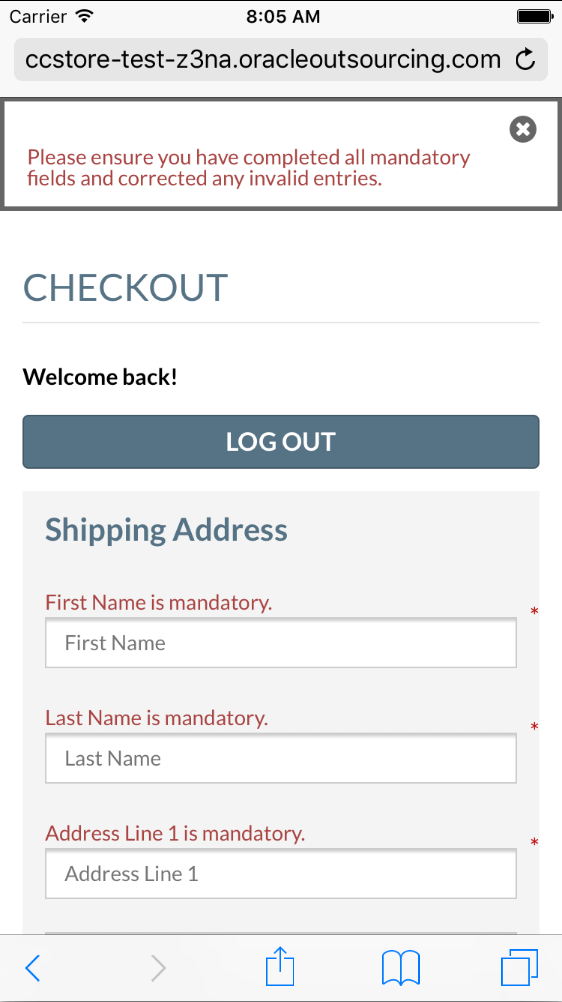 Carrier 8:05 AM
ccstore-test-z3na.oracleoutsourcing.com
Please ensure you have completed all mandatory
fields and corrected any invalid entries.
CHECKOUT
Welcome back!
LOG OUT
Shipping Address
First Name is mandatory.
*
First Name
Last Name is mandatory.
*
Last Name
Address Line 1 is mandatory.
*
Address Line 1